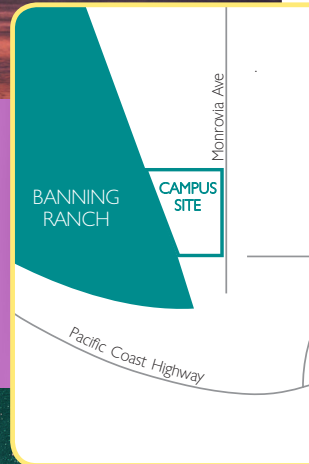 Monrovia Ave
CAMPUS
SITE
BANNING
RANCH
Pacific Coast Highway